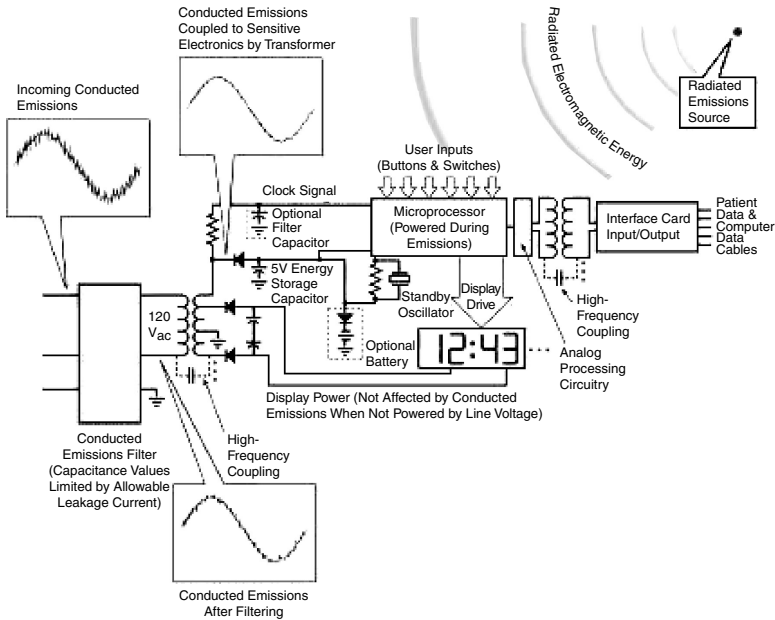 Conducted Emissions
Coupled to Sensitive
Electronics by Transformer
Incoming Conducted
Emissions
Radiated Electromagnetic Energy
Radiated
Emissions
Source
User Inputs
(Buttons & Switches)
Clock Signal
Optional
Filter
Capacitor
Microprocessor
(Powered During
Emissions)
Interface Card
Input/Output
Patient
Data &
Computer
Data
Cables
5V Energy
Storage
Capacitor
Standby
Oscillator
Display
Drive
High-
Frequency
Coupling
120
Vac
Optional
Battery
12:43
Analog
Processing
Circuitry
Display Power (Not Affected by Conducted
Emissions When Not Powered by Line Voltage)
Conducted
Emissions Filter
(Capacitance Values
Limited by Allowable
Leakage Current)
High-
Frequency
Coupling
Conducted Emissions
After Filtering